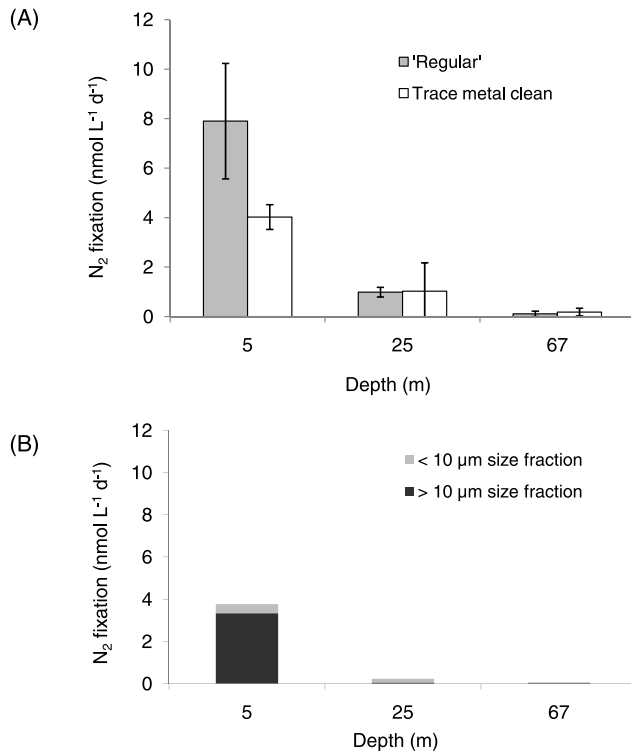 (A)
12
10
8
6
4
2
0
N₂ fixation (nmol L⁻¹ d⁻¹)
'Regular'
Trace metal clean
5 25 67
Depth (m)
(B)
12
10
8
6
4
2
0
N₂ fixation (nmol L⁻¹ d⁻¹)
< 10 µm size fraction
> 10 µm size fraction
5 25 67
Depth (m)